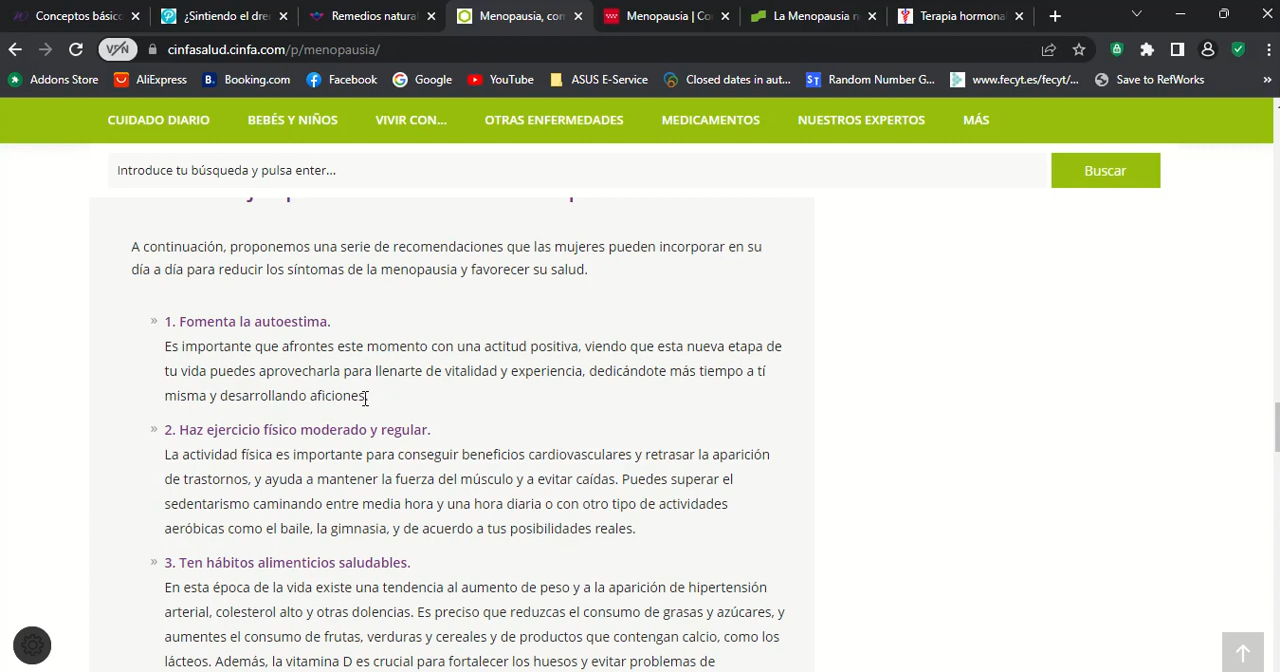 Conceptos básico
¿Sintiendo el dre
Remedios natura
Menopausia, con
Menopausia | Co
La Menopausia n
Terapia hormona
VPN
cinfasalud.cinfa.com/p/menopausia/
Addons Store
AliExpress
Booking.com
Facebook
Google
YouTube
ASUS E-Service
Closed dates in aut...
Random Number G...
www.fecyt.es/fecyt/...
Save to RefWorks
CUIDADO DIARIO
BEBÉS Y NIÑOS
VIVIR CON...
OTRAS ENFERMEDADES
MEDICAMENTOS
NUESTROS EXPERTOS
MÁS
Introduce tu búsqueda y pulsa enter...
Buscar
A continuación, proponemos una serie de recomendaciones que las mujeres pueden incorporar en su
día a día para reducir los síntomas de la menopausia y favorecer su salud.
» 1. Fomenta la autoestima.
Es importante que afrontes este momento con una actitud positiva, viendo que esta nueva etapa de
tu vida puedes aprovecharla para llenarte de vitalidad y experiencia, dedicándote más tiempo a tí
misma y desarrollando aficiones.
» 2. Haz ejercicio físico moderado y regular.
La actividad física es importante para conseguir beneficios cardiovasculares y retrasar la aparición
de trastornos, y ayuda a mantener la fuerza del músculo y a evitar caídas. Puedes superar el
sedentarismo caminando entre media hora y una hora diaria o con otro tipo de actividades
aeróbicas como el baile, la gimnasia, y de acuerdo a tus posibilidades reales.
» 3. Ten hábitos alimenticios saludables.
En esta época de la vida existe una tendencia al aumento de peso y a la aparición de hipertensión
arterial, colesterol alto y otras dolencias. Es preciso que reduzcas el consumo de grasas y azúcares, y
aumentes el consumo de frutas, verduras y cereales y de productos que contengan calcio, como los
lácteos. Además, la vitamina D es crucial para fortalecer los huesos y evitar problemas de